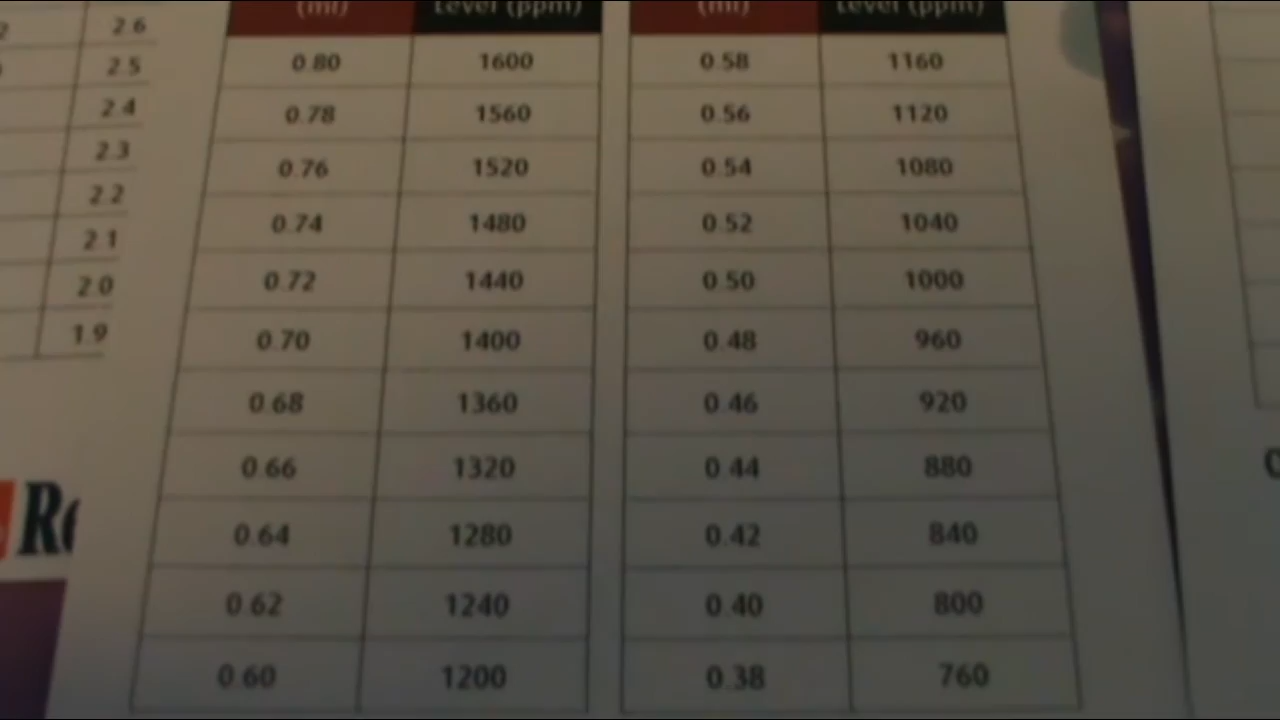 (ml) Level (ppm) (ml) Level (ppm)
2.6 0.80 1600 0.58 1160
2.5 0.78 1560 0.56 1120
2.4 0.76 1520 0.54 1080
2.3 0.74 1480 0.52 1040
2.2 0.72 1440 0.50 1000
2.1 0.70 1400 0.48 960
2.0 0.68 1360 0.46 920
1.9 0.66 1320 0.44 880
0.64 1280 0.42 840
0.62 1240 0.40 800
0.60 1200 0.38 760